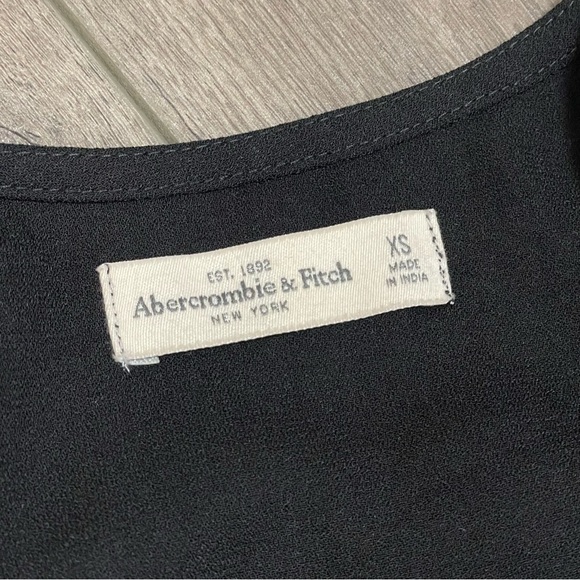 EST. 1892
Abercrombie & Fitch
NEW YORK
XS
MADE
IN INDIA